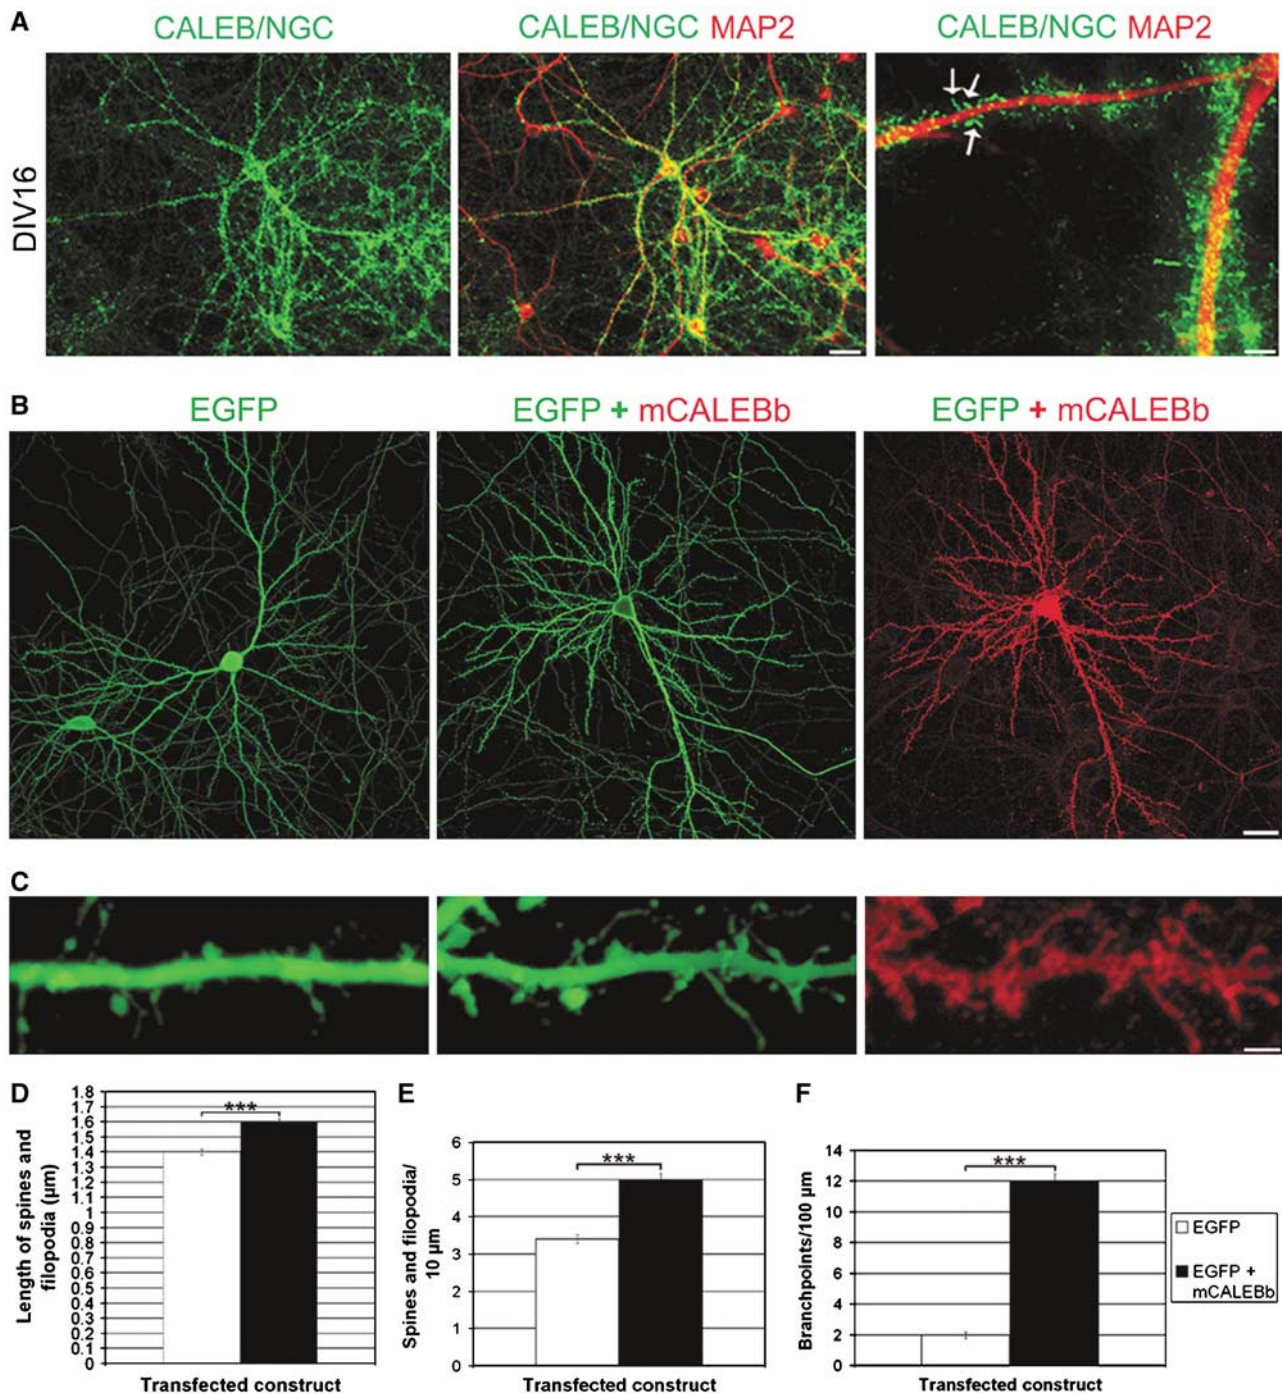 A
CALEB/NGC
CALEB/NGC MAP2
CALEB/NGC MAP2
DIV16
B
EGFP
EGFP + mCALEBb
EGFP + mCALEBb
C
D
Length of spines and
filopodia (µm)
1.8
1.7
1.6
1.5
1.4
1.3
1.2
1.1
1
0.9
0.8
0.7
0.6
0.5
0.4
0.3
0.2
0.1
0
***
Transfected construct
E
Spines and filopodia/
10 µm
6
5
4
3
2
1
0
***
Transfected construct
F
Branchpoints/100 µm
14
12
10
8
6
4
2
0
***
Transfected construct
EGFP
EGFP +
mCALEBb